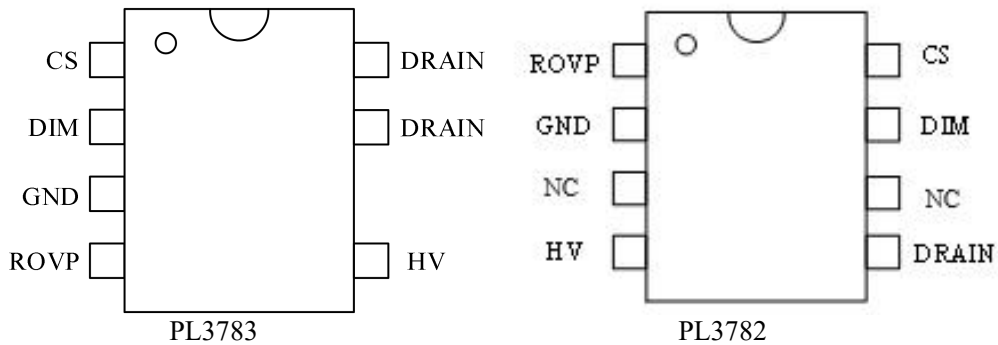 CS
DIM
GND
ROVP
DRAIN
DRAIN
HV
PL3783
ROVP
GND
NC
HV
CS
DIM
NC
DRAIN
PL3782